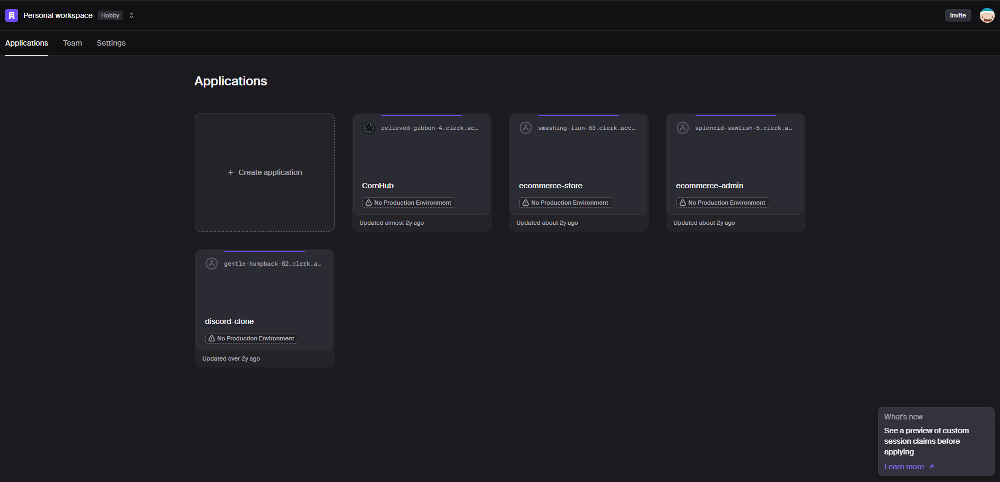 Personal workspace Hobby
Invite
Applications Team Settings
Applications
+ Create application
relieved-gibbon-4.clerk.ac…
CornHub
No Production Environment
Updated almost 2y ago
smashing-lion-83.clerk.acc…
ecommerce-store
No Production Environment
Updated about 2y ago
splendid-sawfish-5.clerk.a…
ecommerce-admin
No Production Environment
Updated about 2y ago
gentle-humpback-82.clerk.a…
discord-clone
No Production Environment
Updated over 2y ago
What's new
See a preview of custom
session claims before
applying
Learn more